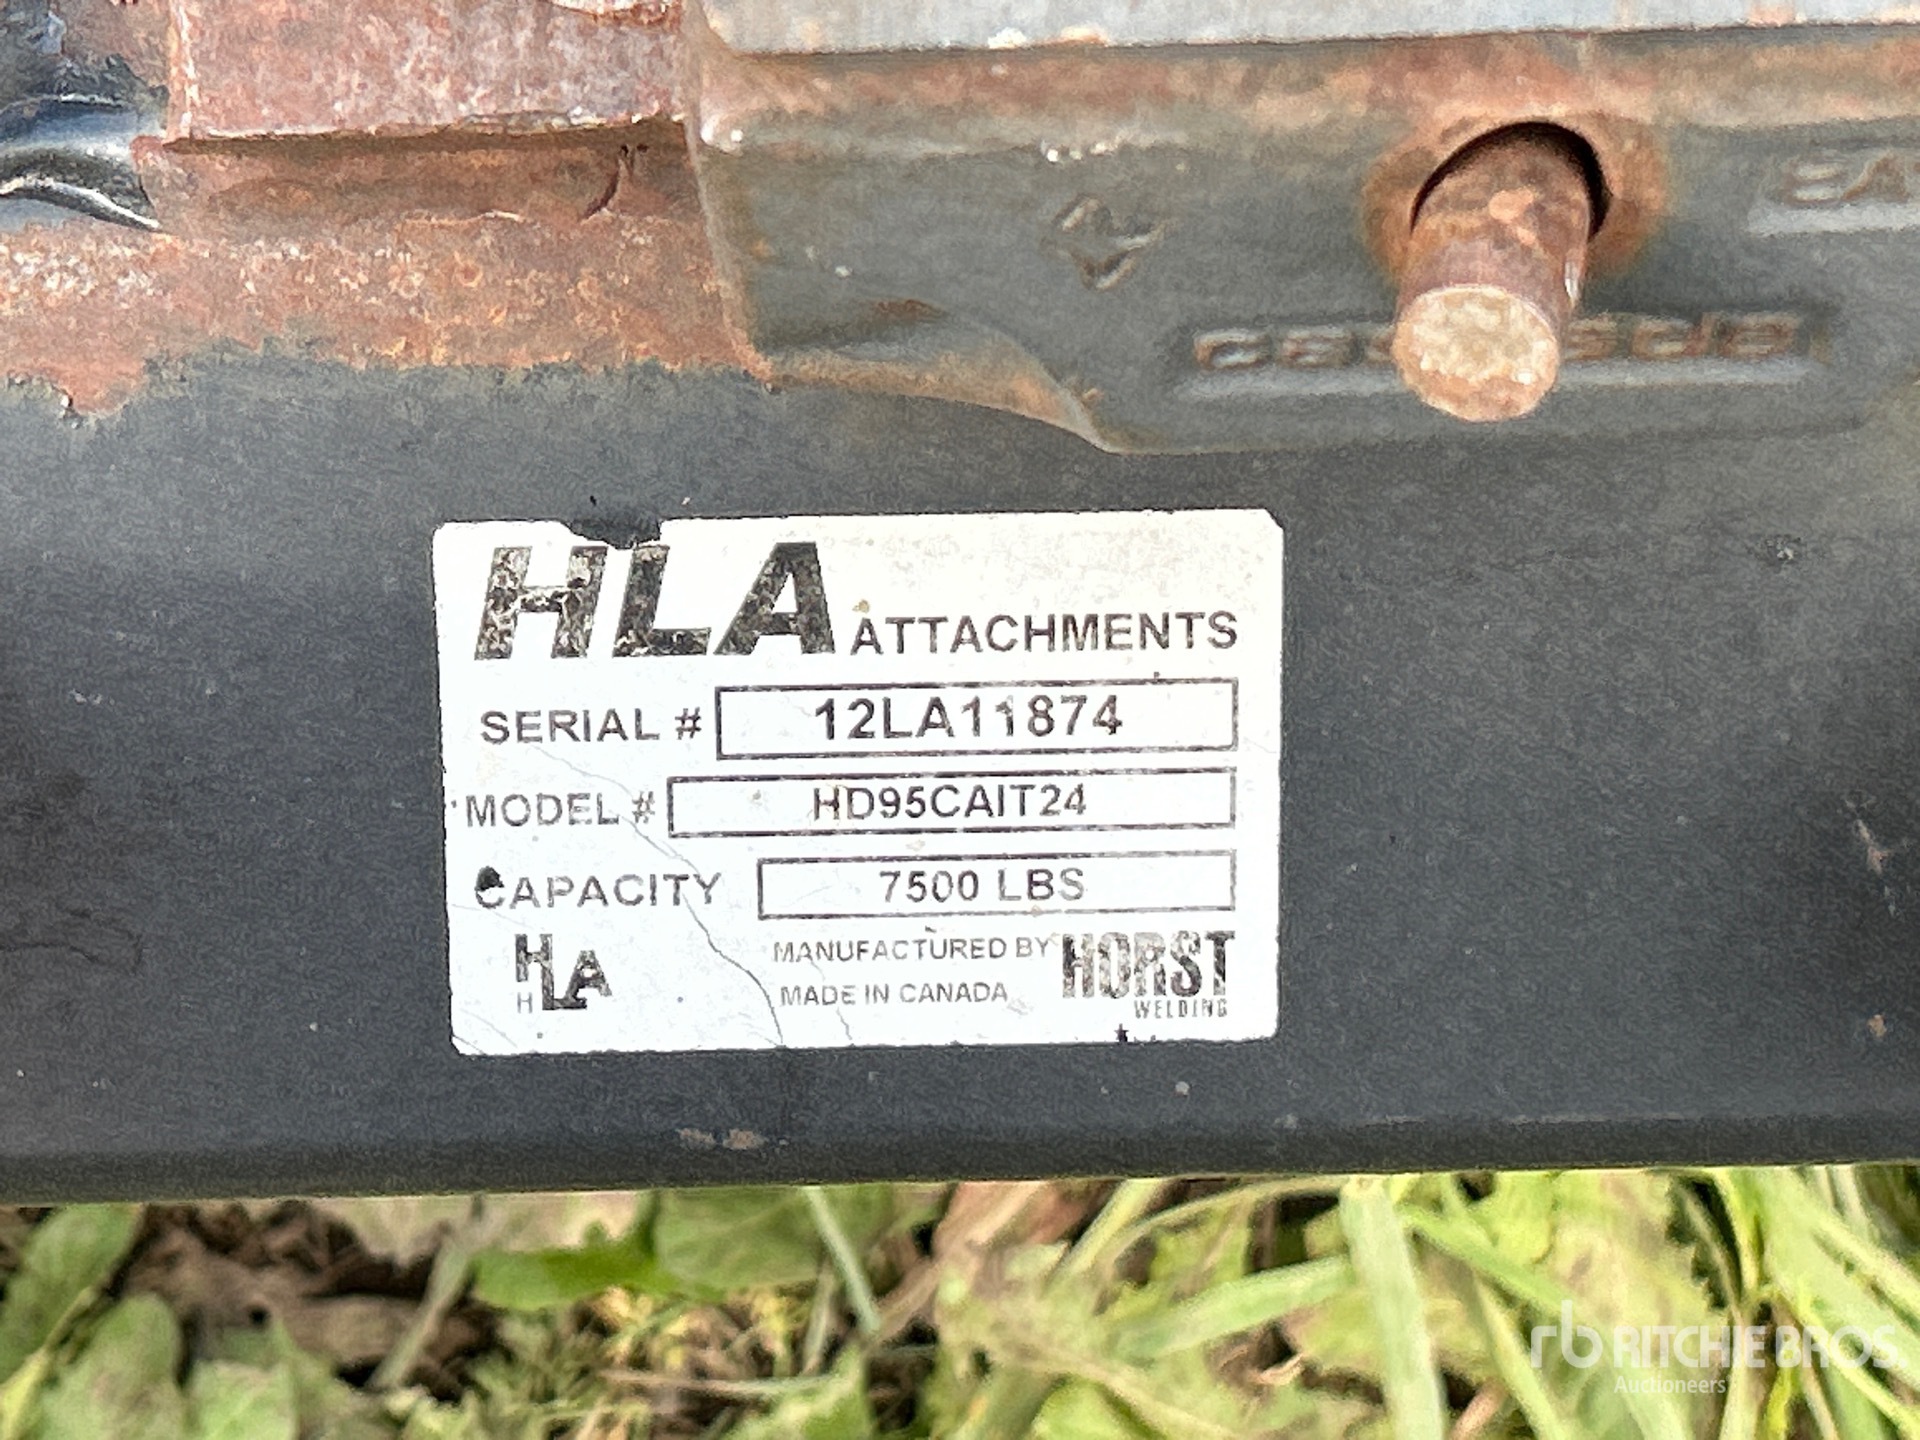 HLA ATTACHMENTS
SERIAL # 12LA11874
MODEL # HD95CAIT24
CAPACITY 7500 LBS
HLA
MANUFACTURED BY HORST
WELDING
MADE IN CANADA
rb RITCHIE BROS.
Auctioneers